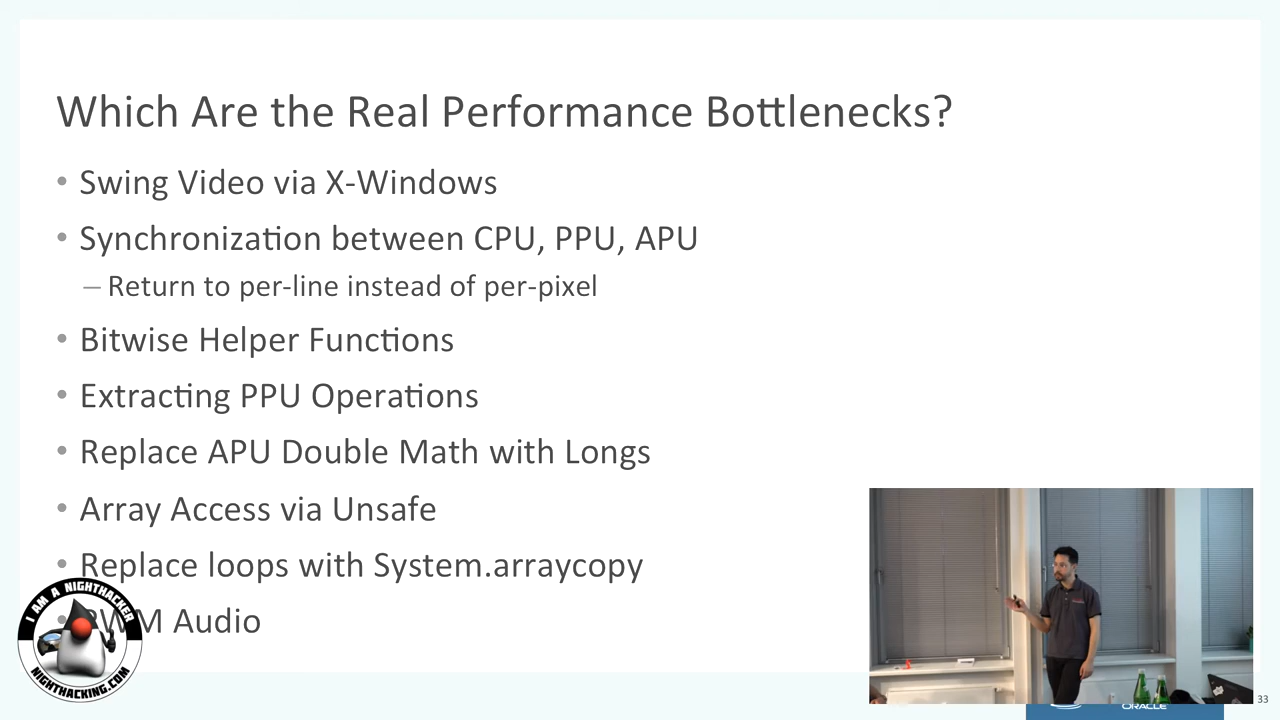 Which Are the Real Performance Bottlenecks?
• Swing Video via X-Windows
• Synchronization between CPU, PPU, APU
– Return to per-line instead of per-pixel
• Bitwise Helper Functions
• Extracting PPU Operations
• Replace APU Double Math with Longs
• Array Access via Unsafe
• Replace loops with System.arraycopy
• PWM Audio
I AM A NIGHTHACKER
NIGHTHACKING.COM
ORACLE
33